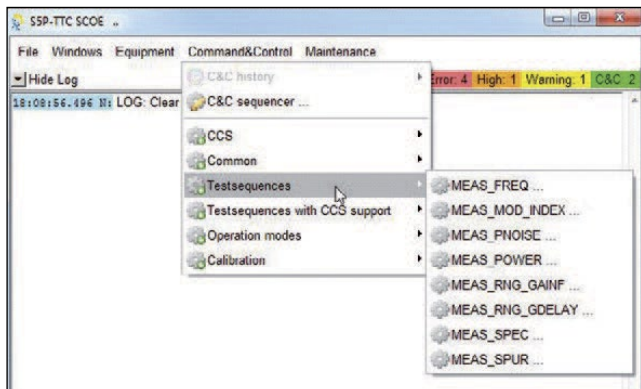 S5P-TTC SCOE ..
File Windows Equipment Command&Control Maintenance
Hide Log
Error: 4 High: 1 Warning: 1 C&C 2
18:08:56.496 N: LOG: Clear
C&C history
C&C sequencer ...
CCS
Common
Testsequences
Testsequences with CCS support
Operation modes
Calibration
MEAS_FREQ ...
MEAS_MOD_INDEX ...
MEAS_PNOISE ...
MEAS_POWER ...
MEAS_RNG_GAINF ...
MEAS_RNG_GDELAY ...
MEAS_SPEC ...
MEAS_SPUR ...